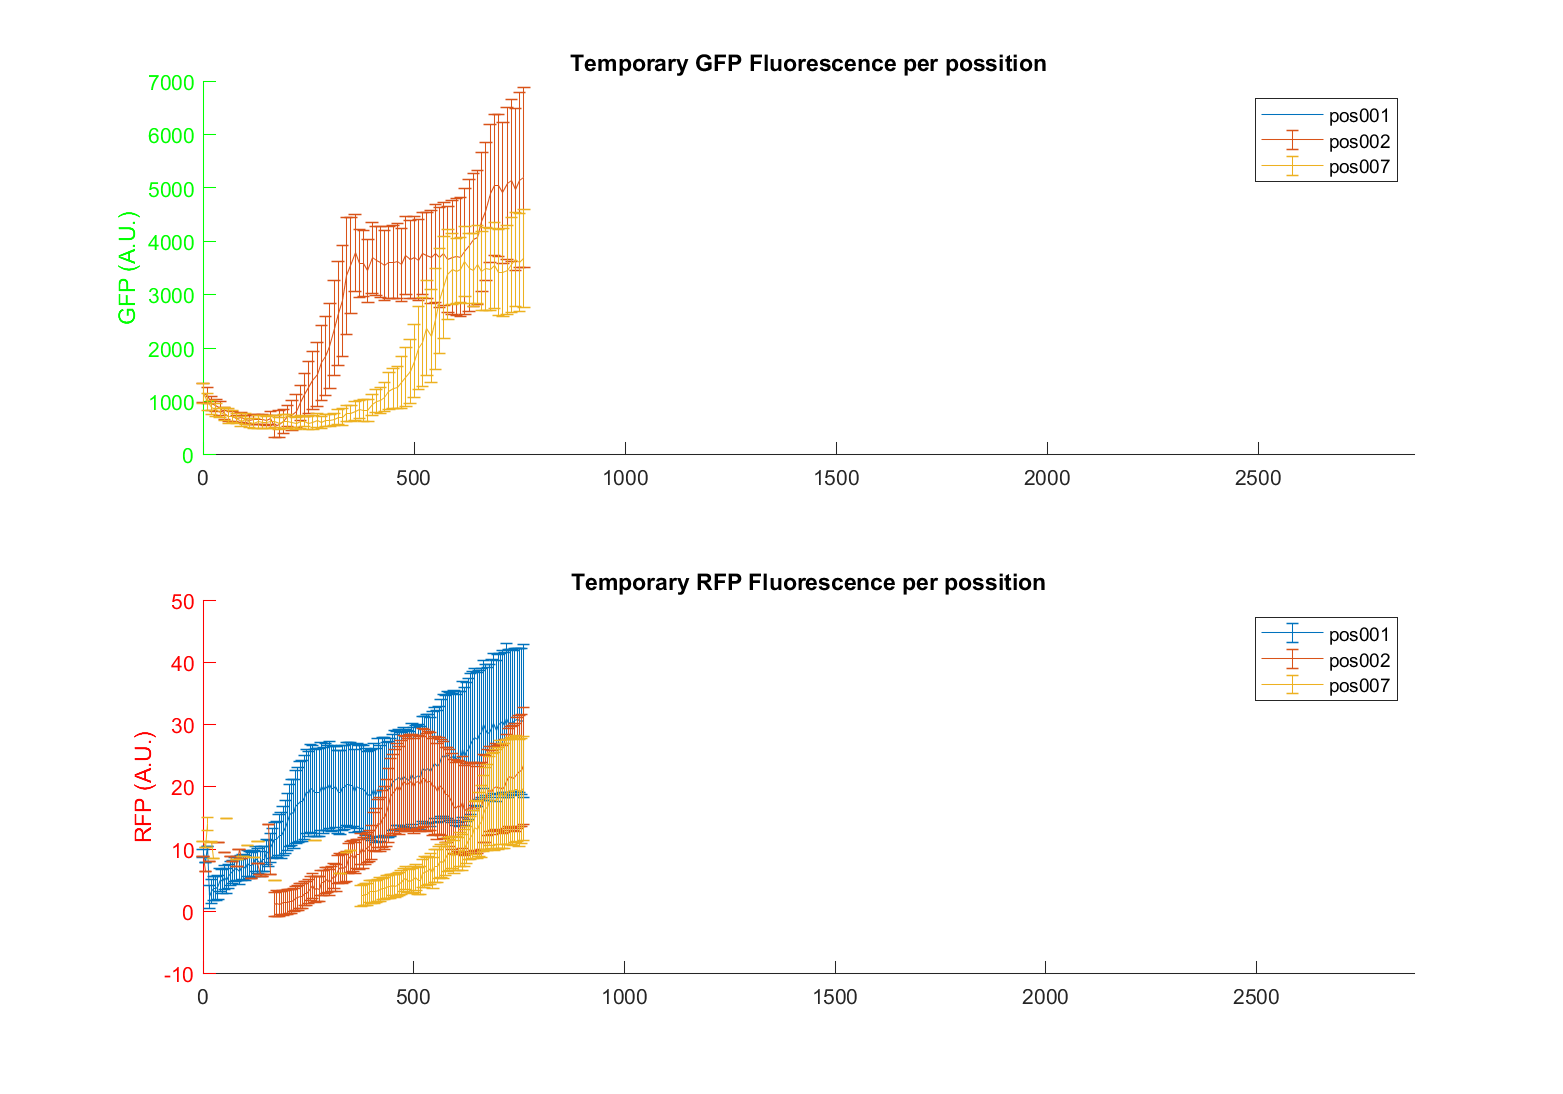 Temporary GFP Fluorescence per possition
7000
6000
5000
4000
3000
2000
1000
0
GFP (A.U.)
0 500 1000 1500 2000 2500
pos001
pos002
pos007
Temporary RFP Fluorescence per possition
50
40
30
20
10
0
-10
RFP (A.U.)
0 500 1000 1500 2000 2500
pos001
pos002
pos007